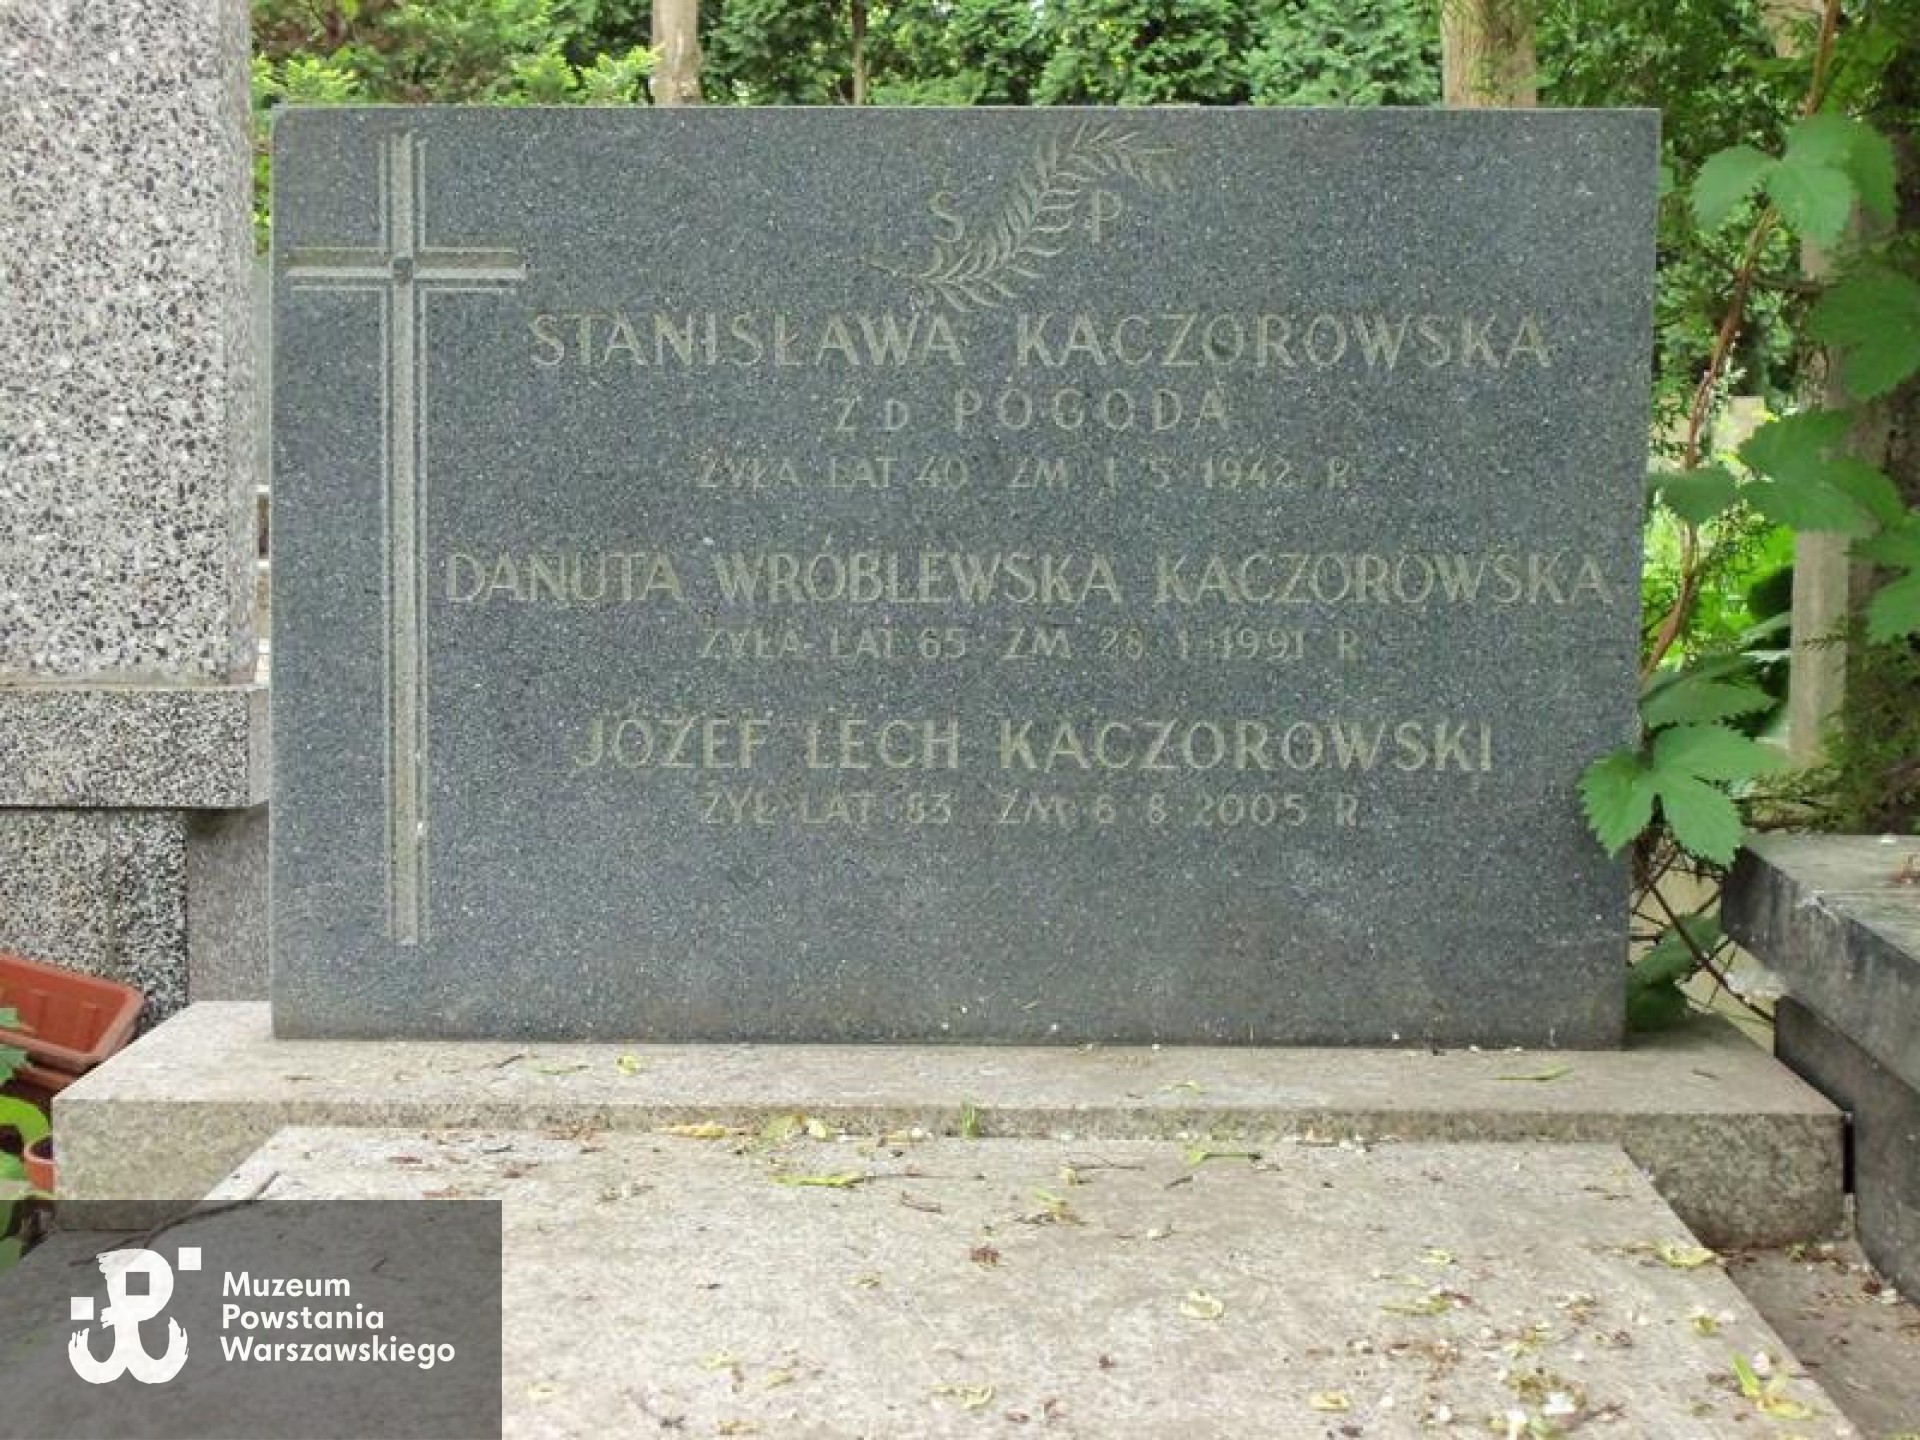 Ś P
STANISŁAWA KACZOROWSKA
Z D POGODA
ŻYŁA LAT 40 ZM 1 5 1942 R
DANUTA WRÓBLEWSKA KACZOROWSKA
ŻYŁA LAT 65 ZM 28 1 1991 R
JÓZEF LECH KACZOROWSKI
ŻYŁ LAT 83 ZM 6 8 2005 R
Muzeum
Powstania
Warszawskiego